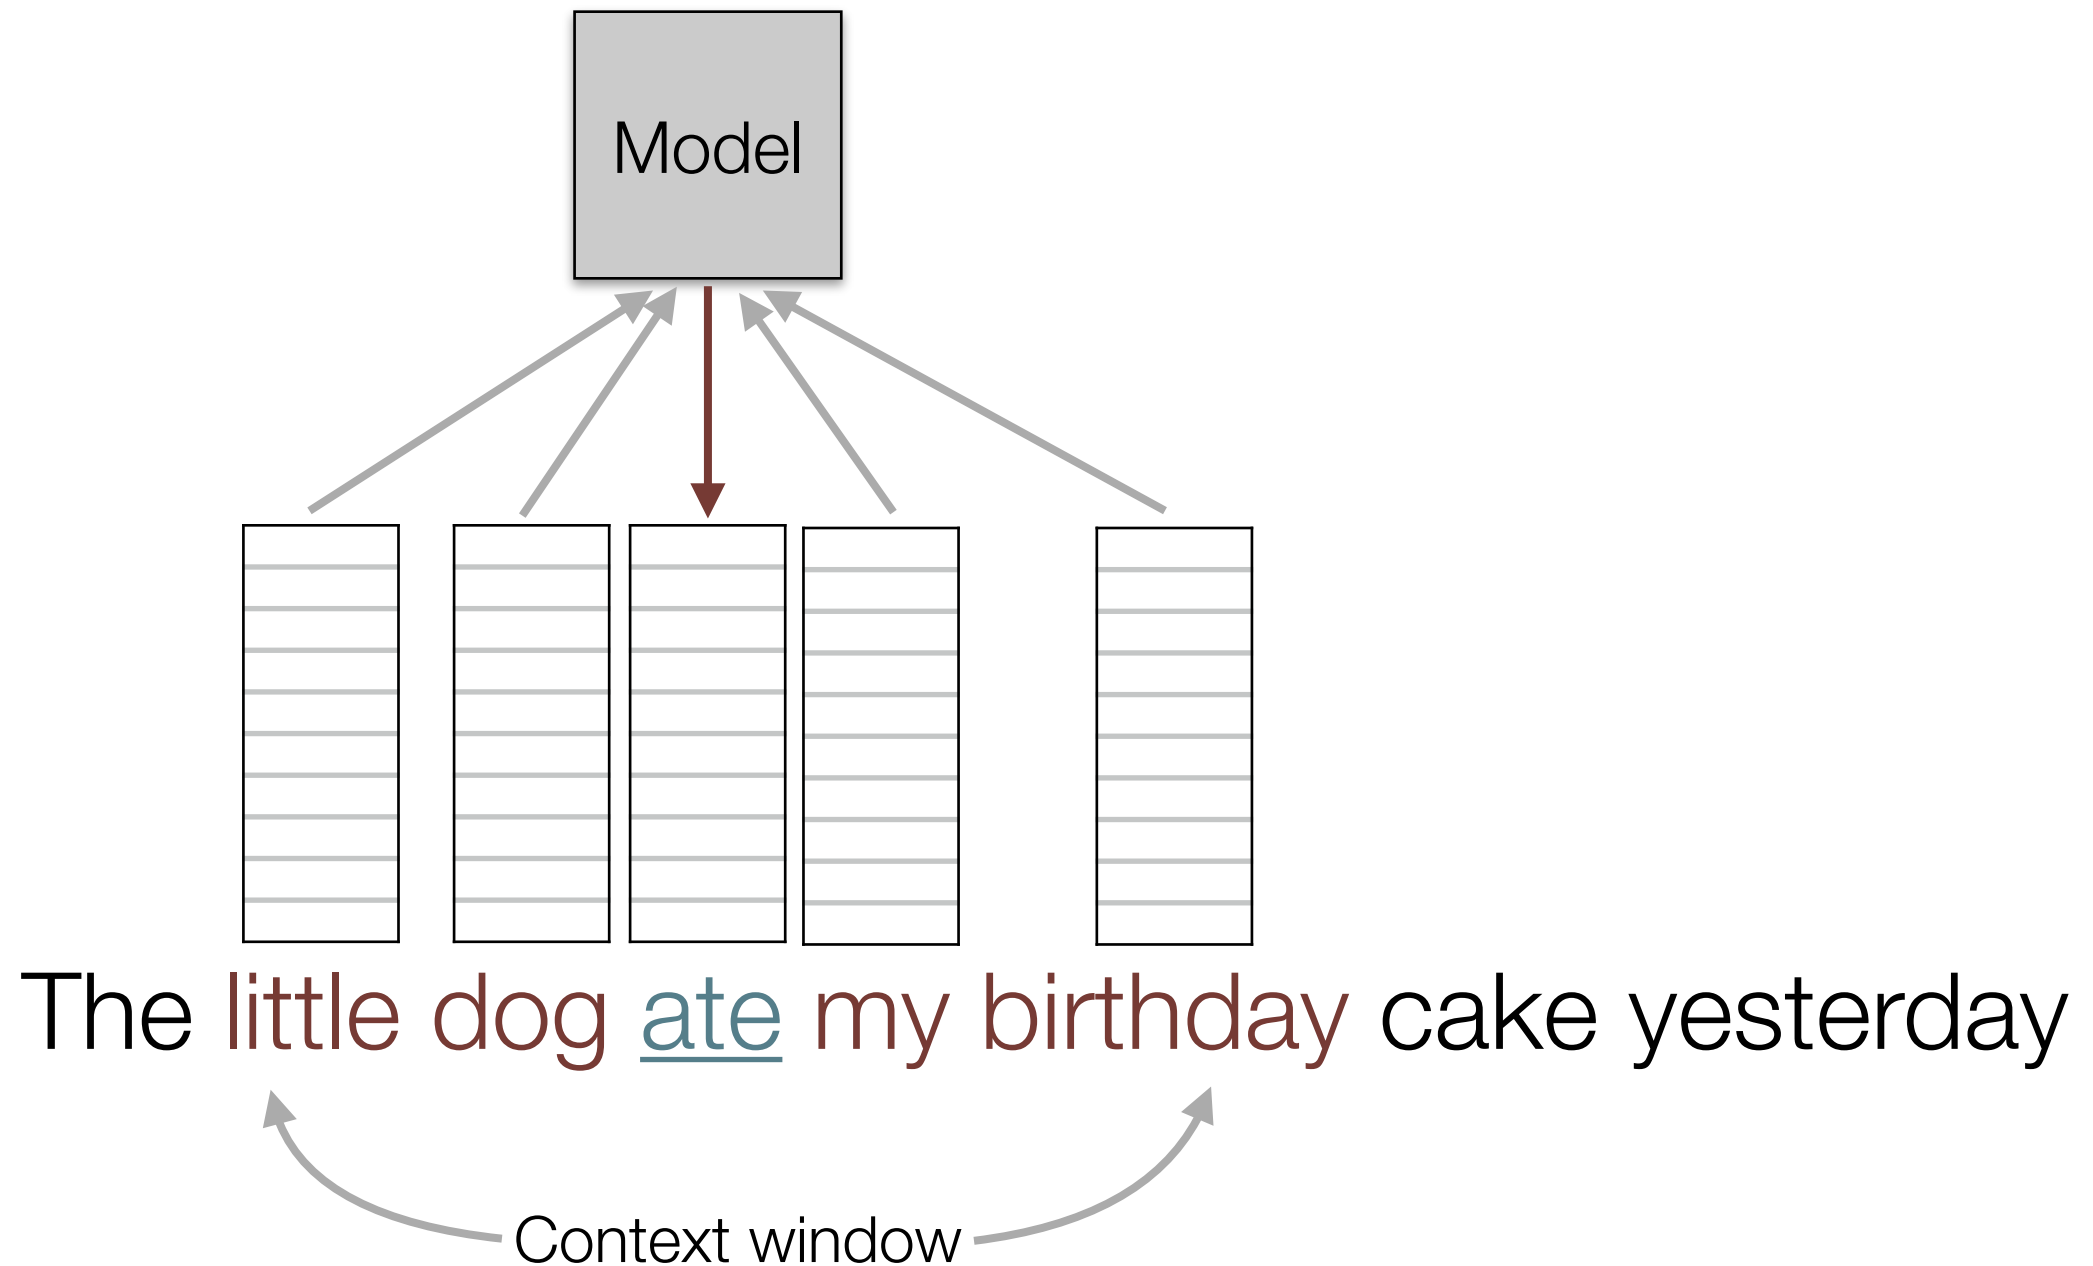 Model
The little dog ate my birthday cake yesterday
Context window